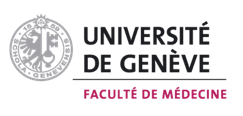 UNIVERSITÉ
DE GENÈVE
FACULTÉ DE MÉDECINE